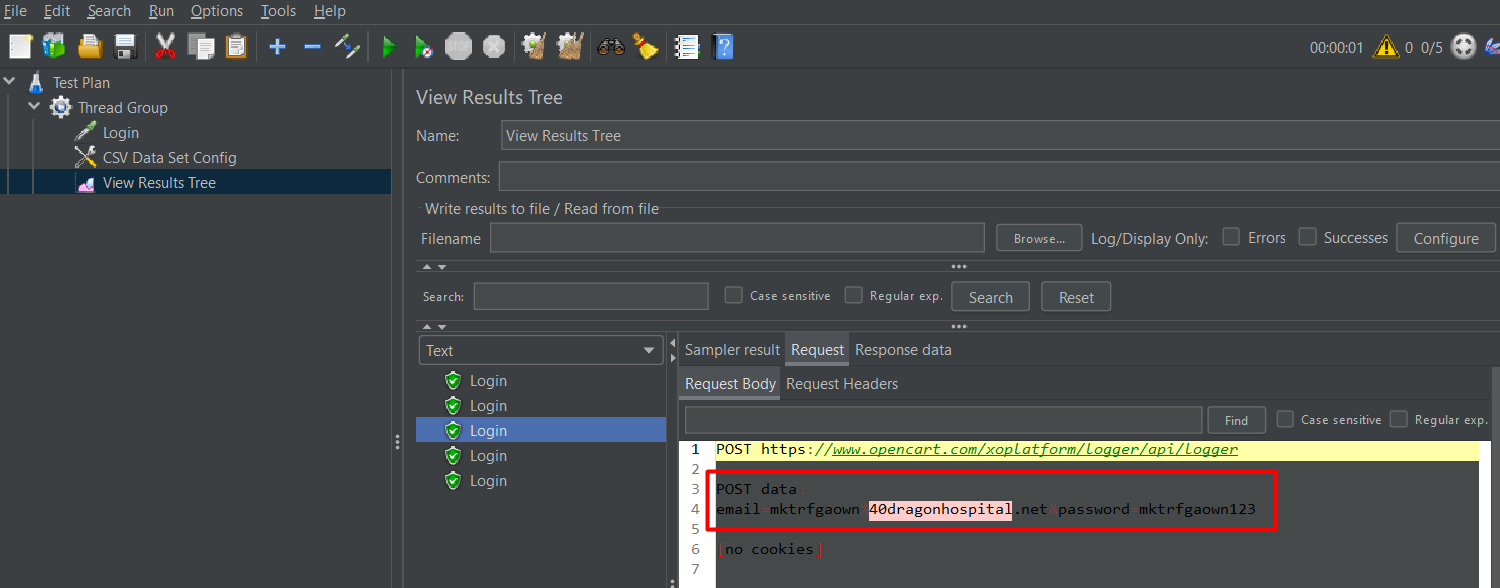 File Edit Search Run Options Tools Help
STOP 00:00:01 0 0/5
Test Plan
Thread Group
Login
CSV Data Set Config
View Results Tree
View Results Tree
Name: View Results Tree
Comments:
Write results to file / Read from file
Filename Browse... Log/Display Only: Errors Successes Configure
Search: Case sensitive Regular exp. Search Reset
Text
Login
Login
Login
Login
Login
Sampler result Request Response data
Request Body Request Headers
Find Case sensitive Regular exp.
1 POST https://www.opencart.com/xoplatform/logger/api/logger
2
3 POST data:
4 email=mktrfgaown%40dragonhospital.net&password=mktrfgaown123
5
6 [no cookies]
7